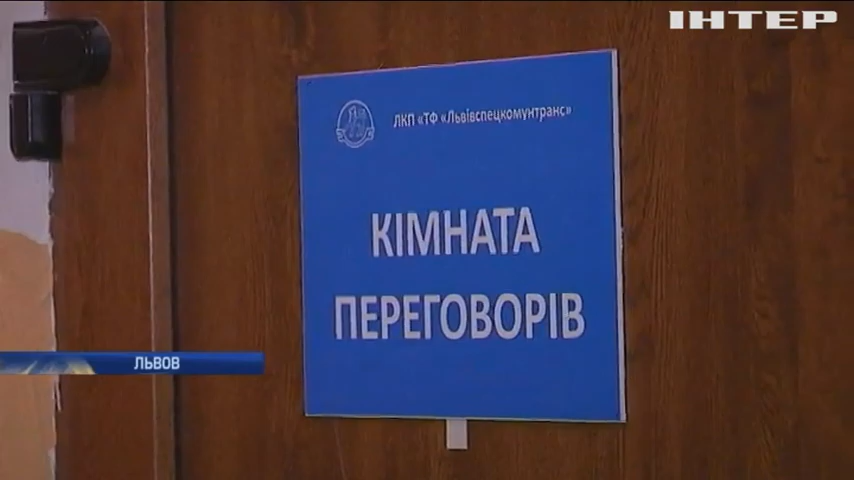 ІНТЕР
ЛКП «ТФ «Львівспецкомунтранс»
КІМНАТА
ПЕРЕГОВОРІВ
ЛЬВОВ